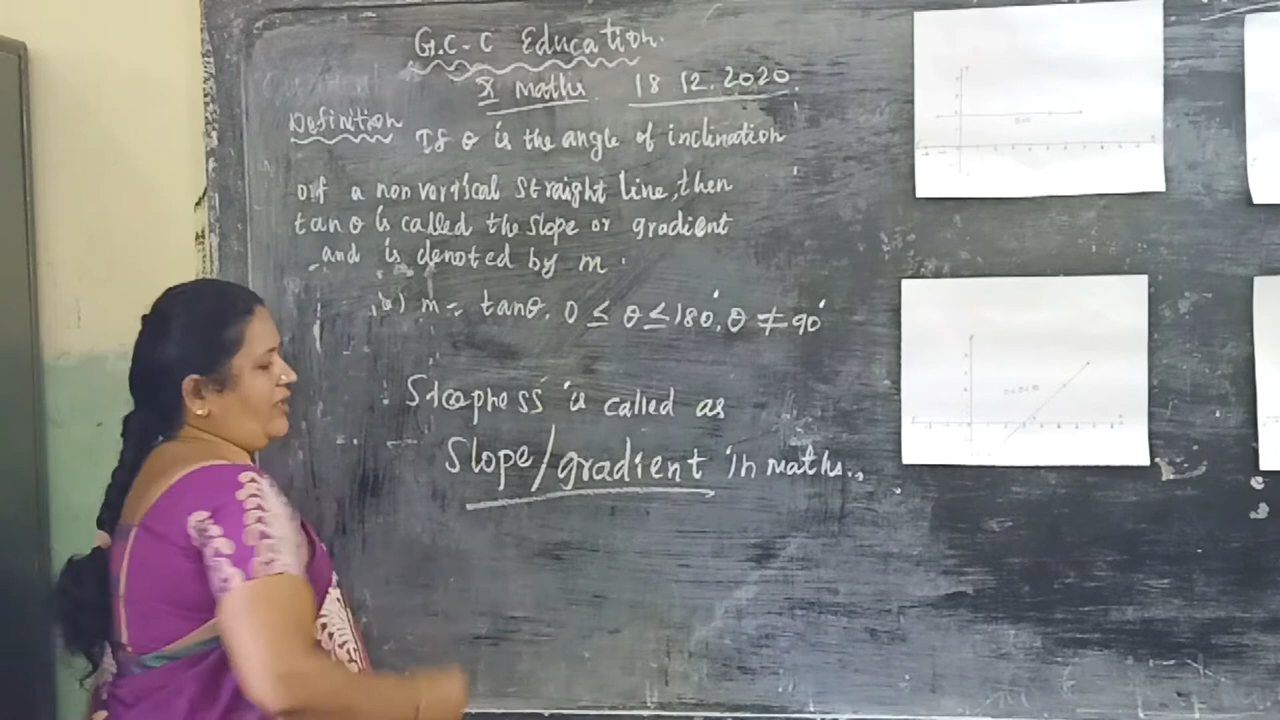 G.C.C Education.
X Maths 18.12.2020.
Definition If θ is the angle of inclination
of a non vertical straight line, then
tan θ is called the slope or gradient
and is denoted by m.
m = tanθ, 0 ≤ θ ≤ 180°, θ ≠ 90°
Steepness is called as
Slope/gradient in maths..